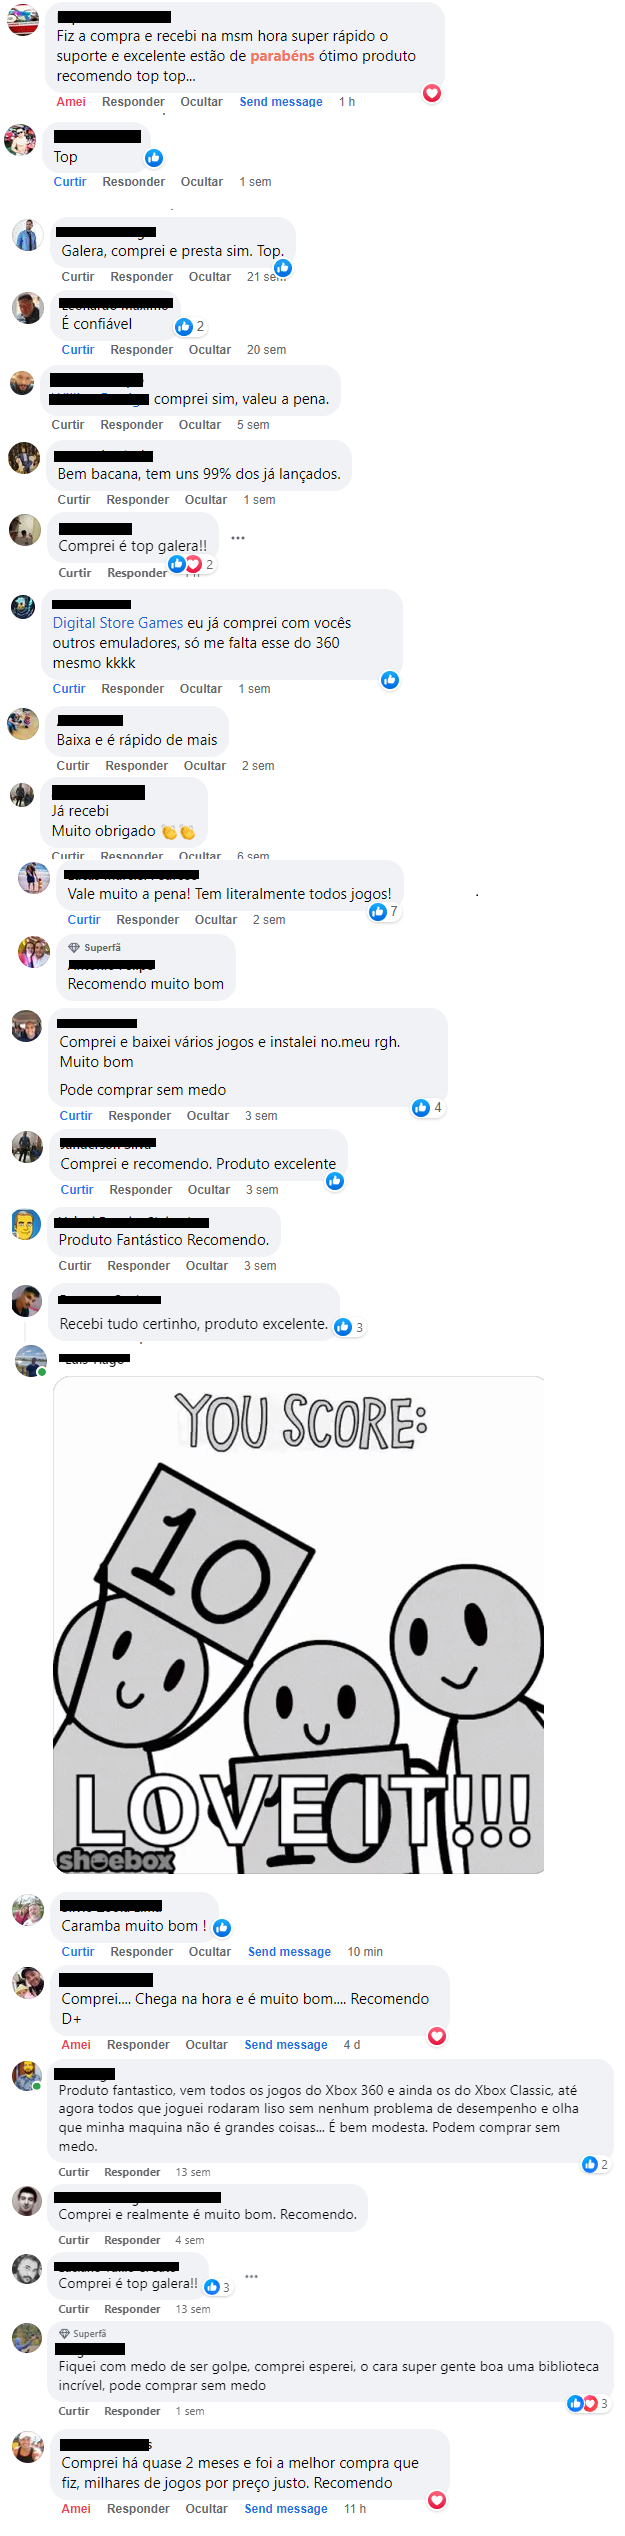 Fiz a compra e recebi na msm hora super rápido o
suporte e excelente estão de parabéns ótimo produto
recomendo top top...
Amei Responder Ocultar Send message 1 h
Top
Curtir Responder Ocultar 1 sem
Galera, comprei e presta sim. Top.
Curtir Responder Ocultar 21 sem
É confiável
2
Curtir Responder Ocultar 20 sem
comprei sim, valeu a pena.
Curtir Responder Ocultar 5 sem
Bem bacana, tem uns 99% dos já lançados.
Curtir Responder Ocultar 1 sem
Comprei é top galera!!
2
Curtir Responder
Digital Store Games eu já comprei com vocês
outros emuladores, só me falta esse do 360
mesmo kkkk
Curtir Responder Ocultar 1 sem
Baixa e é rápido de mais
Curtir Responder Ocultar 2 sem
Já recebi
Muito obrigado 👏👏
Curtir Responder Ocultar 6 sem
Vale muito a pena! Tem literalmente todos jogos!
7
Curtir Responder Ocultar 2 sem
Superfã
Recomendo muito bom
Comprei e baixei vários jogos e instalei no.meu rgh.
Muito bom
Pode comprar sem medo
4
Curtir Responder Ocultar 3 sem
Comprei e recomendo. Produto excelente
Curtir Responder Ocultar 3 sem
Produto Fantástico Recomendo.
Curtir Responder Ocultar 3 sem
Recebi tudo certinho, produto excelente.
3
YOU SCORE:
10
10
LOVE IT!!!
shoebox
Caramba muito bom !
Curtir Responder Ocultar Send message 10 min
Comprei.... Chega na hora e é muito bom.... Recomendo
D+
Amei Responder Ocultar Send message 4 d
Produto fantastico, vem todos os jogos do Xbox 360 e ainda os do Xbox Classic, até
agora todos que joguei rodaram liso sem nenhum problema de desempenho e olha
que minha maquina não é grandes coisas... É bem modesta. Podem comprar sem
medo.
2
Curtir Responder 13 sem
Comprei e realmente é muito bom. Recomendo.
Curtir Responder 4 sem
Comprei é top galera!!
3
Curtir Responder 13 sem
Superfã
Fiquei com medo de ser golpe, comprei esperei, o cara super gente boa uma biblioteca
incrível, pode comprar sem medo
3
Curtir Responder 1 sem
Comprei há quase 2 meses e foi a melhor compra que
fiz, milhares de jogos por preço justo. Recomendo
Amei Responder Ocultar Send message 11 h